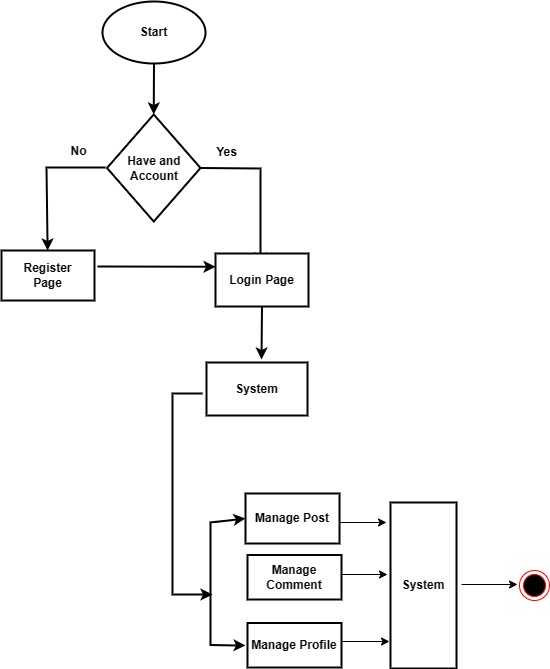 Start
Have and
Account
No
Yes
Register
Page
Login Page
System
Manage Post
Manage
Comment
System
Manage Profile